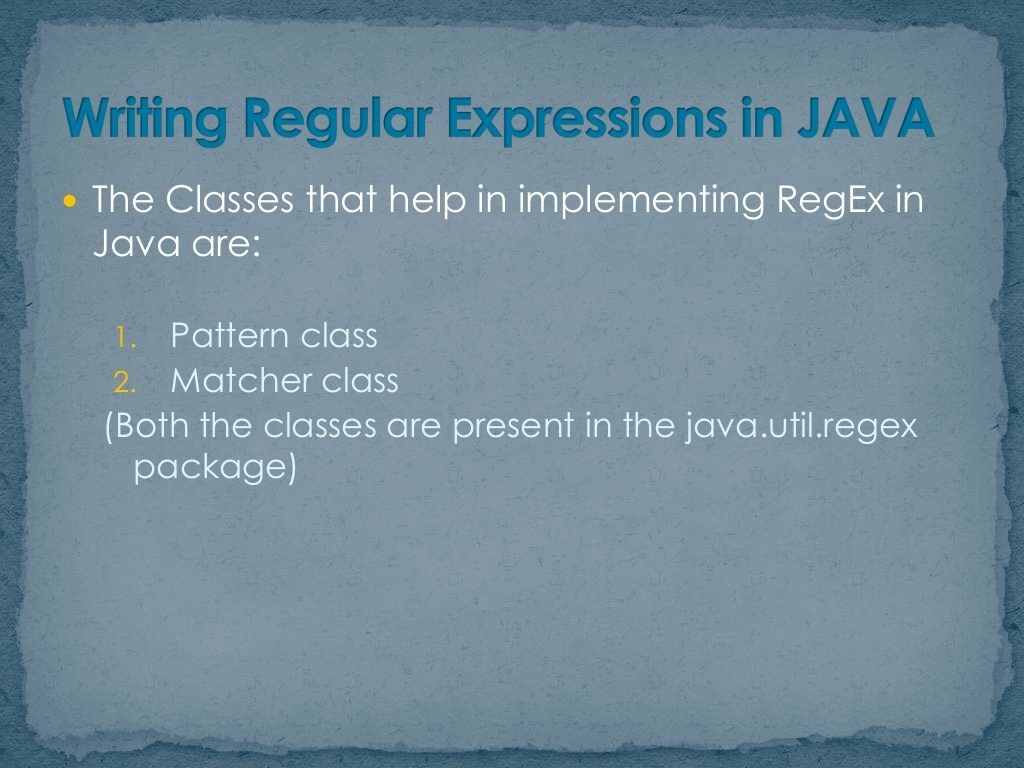 Writing Regular Expressions in JAVA
• The Classes that help in implementing RegEx in
Java are:
1. Pattern class
2. Matcher class
(Both the classes are present in the java.util.regex
package)